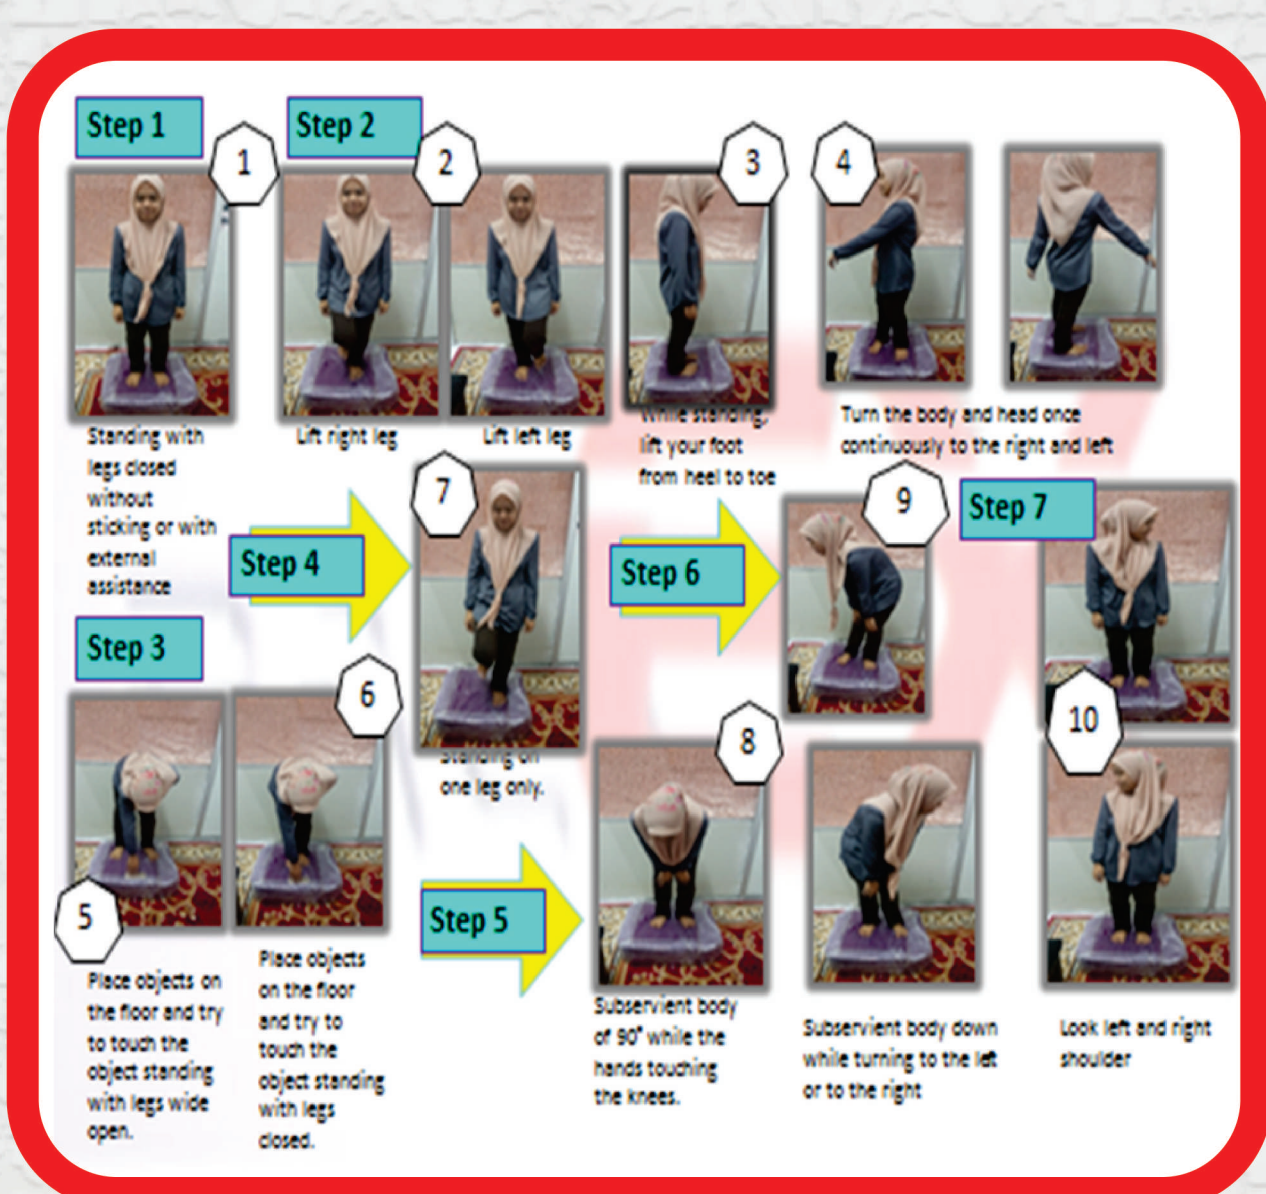 Step 1
1
Step 2
2
3
4
Standing with
legs closed
without
sticking or with
external
assistance
Lift right leg
Lift left leg
While standing,
lift your foot
from heel to toe
Turn the body and head once
continuously to the right and left
Step 3
5
Place objects on
the floor and try
to touch the
object standing
with legs wide
open.
6
Place objects
on the floor
and try to
touch the
object standing
with legs
closed.
Step 4
7
Standing on
one leg only.
Step 5
8
Subservient body
of 90° while the
hands touching
the knees.
Step 6
9
Subservient body down
while turning to the left
or to the right
Step 7
10
Look left and right
shoulder